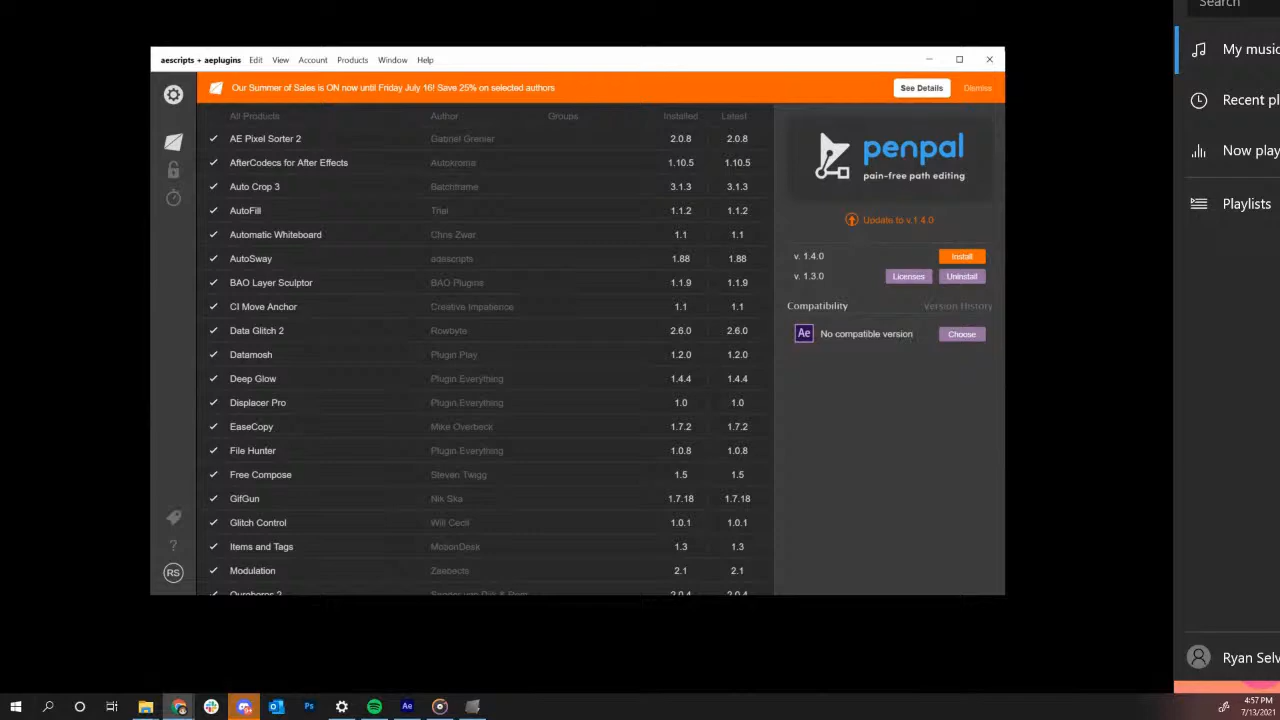 Search
aescripts + aeplugins Edit View Account Products Window Help
My music
Our Summer of Sales is ON now until Friday July 16! Save 25% on selected authors See Details Dismiss
Recent pl
All Products Author Groups Installed Latest
AE Pixel Sorter 2 Gabriel Grenier 2.0.8 2.0.8
AfterCodecs for After Effects Autokroma 1.10.5 1.10.5
Auto Crop 3 Batchframe 3.1.3 3.1.3
AutoFill Trial 1.1.2 1.1.2
Automatic Whiteboard Chris Zwar 1.1 1.1
AutoSway aescripts 1.88 1.88
BAO Layer Sculptor BAO Plugins 1.1.9 1.1.9
CI Move Anchor Creative Impatience 1.1 1.1
Data Glitch 2 Rowbyte 2.6.0 2.6.0
Datamosh Plugin Play 1.2.0 1.2.0
Deep Glow Plugin Everything 1.4.4 1.4.4
Displacer Pro Plugin Everything 1.0 1.0
EaseCopy Mike Overbeck 1.7.2 1.7.2
File Hunter Plugin Everything 1.0.8 1.0.8
Free Compose Steven Twigg 1.5 1.5
GifGun Nik Ska 1.7.18 1.7.18
Glitch Control Will Cecil 1.0.1 1.0.1
Items and Tags MotionDesk 1.3 1.3
Modulation Zaebects 2.1 2.1
Ouroboros 2 2.0.4 2.0.4
penpal
pain-free path editing
Update to v.1.4.0
v. 1.4.0 Install
v. 1.3.0 Licenses Uninstall
Compatibility Version History
Ae No compatible version Choose
Now play
Playlists
?
RS
Ryan Selv
Ps Ae
4:57 PM
7/13/2021